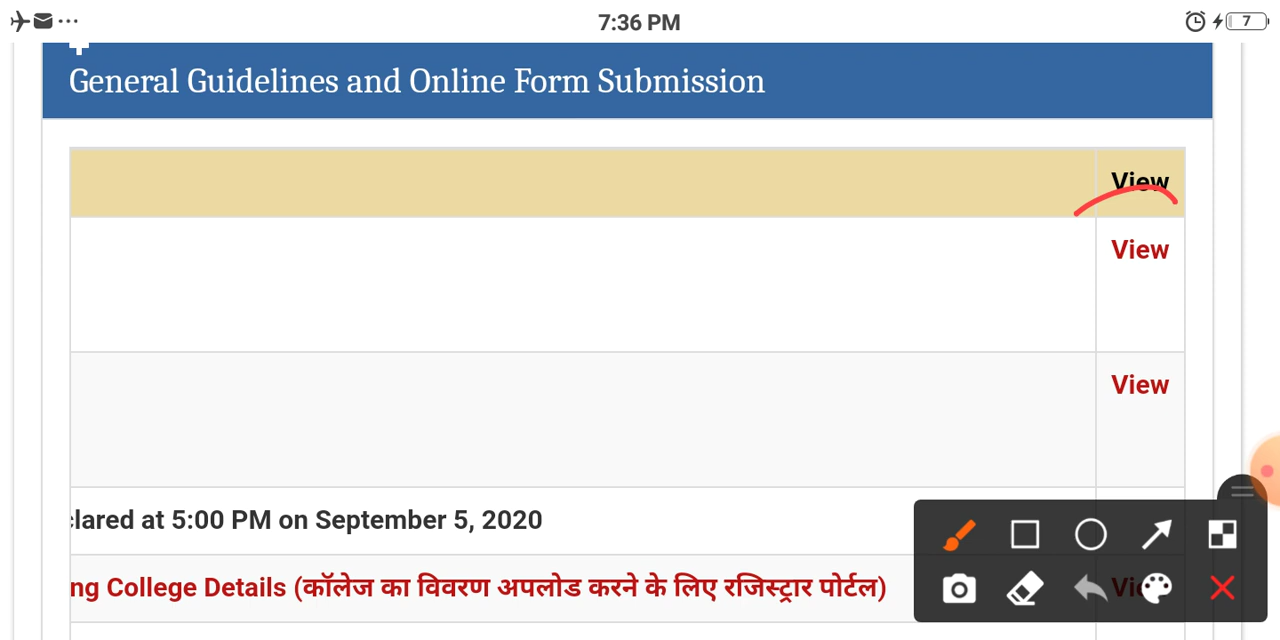 7:36 PM
7
General Guidelines and Online Form Submission
View
View
View
clared at 5:00 PM on September 5, 2020
ng College Details (कॉलेज का विवरण अपलोड करने के लिए रजिस्ट्रार पोर्टल)